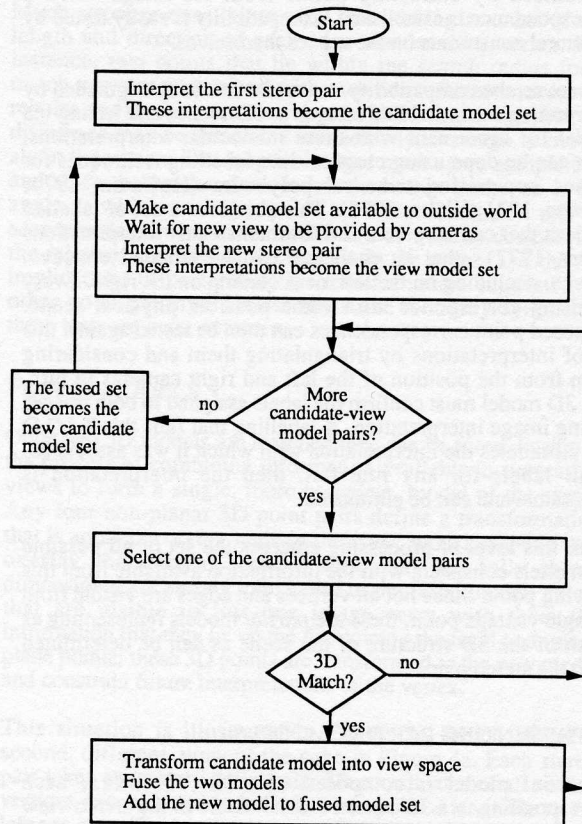 Start
Interpret the first stereo pair
These interpretations become the candidate model set
Make candidate model set available to outside world
Wait for new view to be provided by cameras
Interpret the new stereo pair
These interpretations become the view model set
The fused set
becomes the
new candidate
model set
no
More
candidate-view
model pairs?
yes
Select one of the candidate-view model pairs
3D
Match?
no
yes
Transform candidate model into view space
Fuse the two models
Add the new model to fused model set